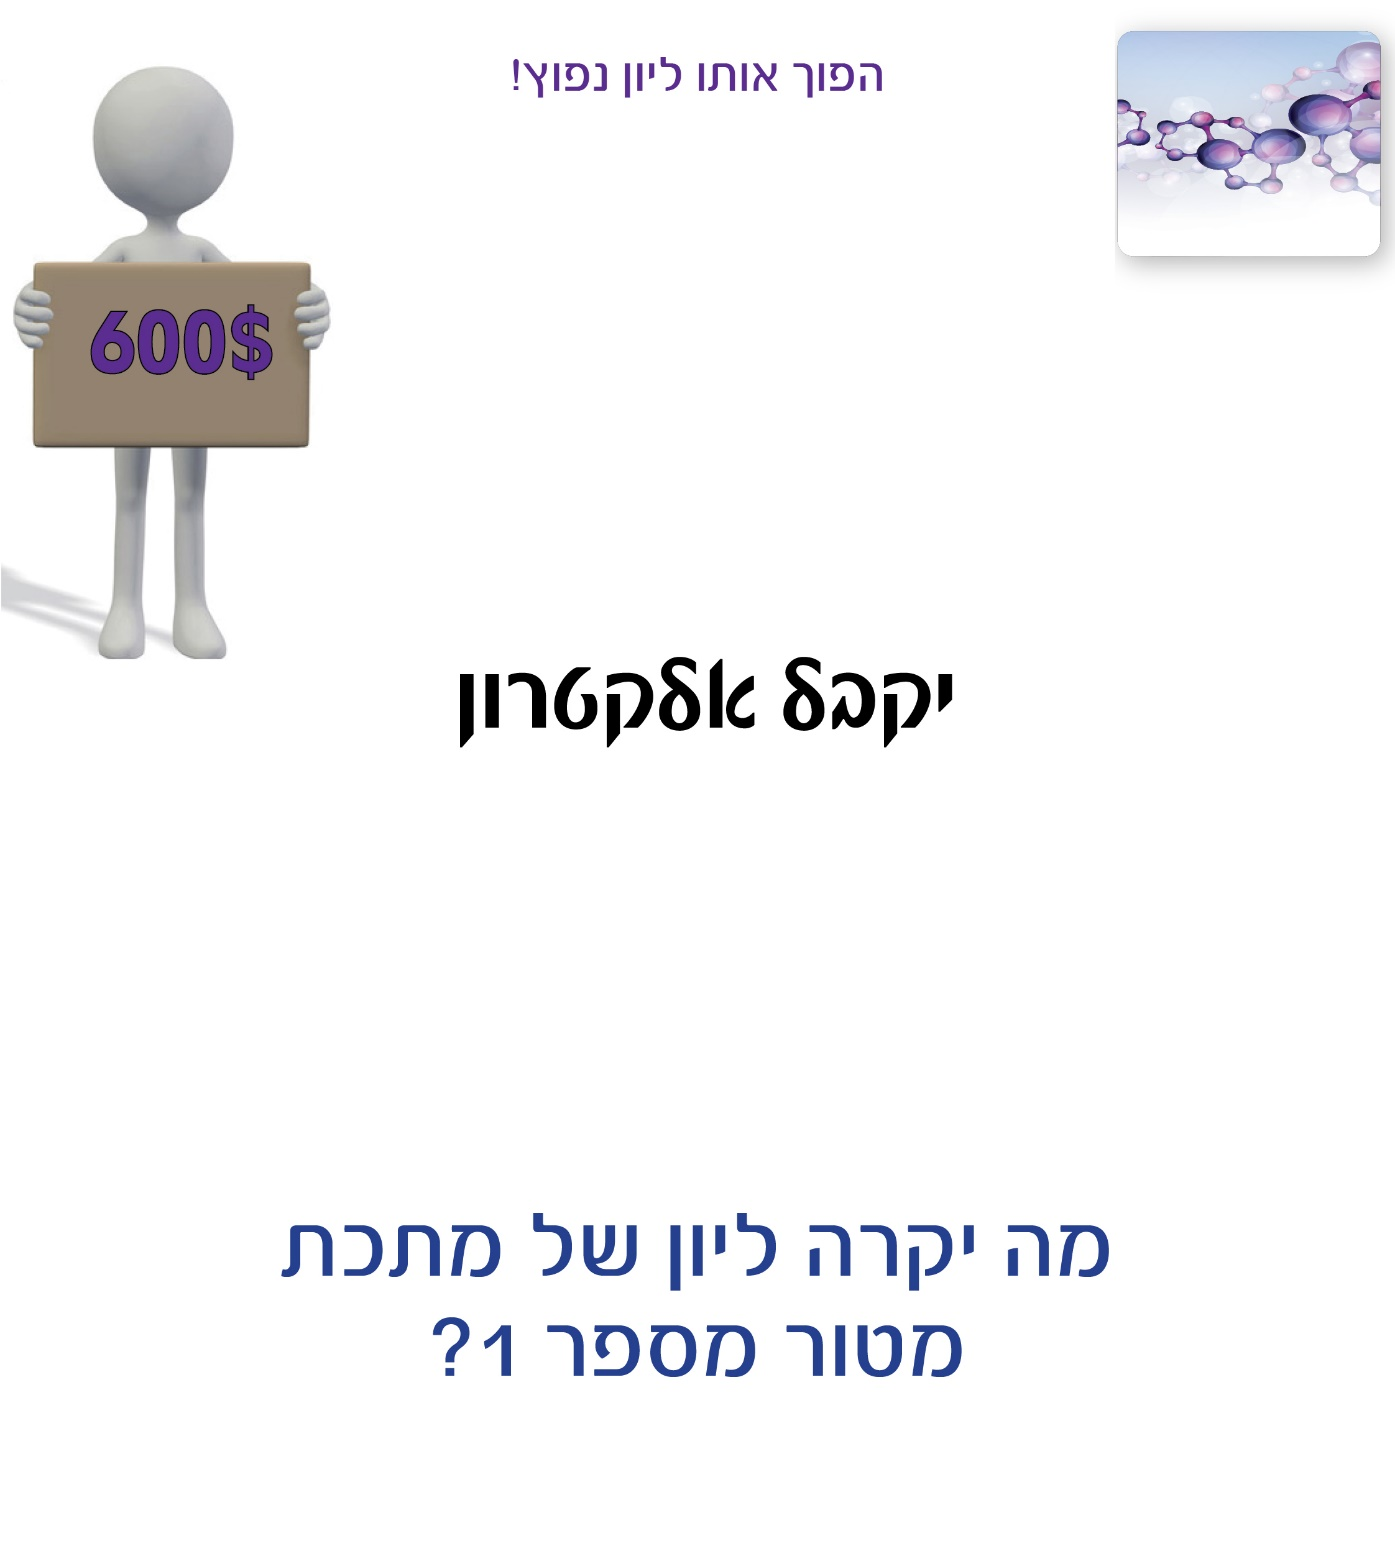 הפוך אותו ליון נפוץ!
600$
יקבל אלקטרון
מה יקרה ליון של מתכת
מטור מספר 1?